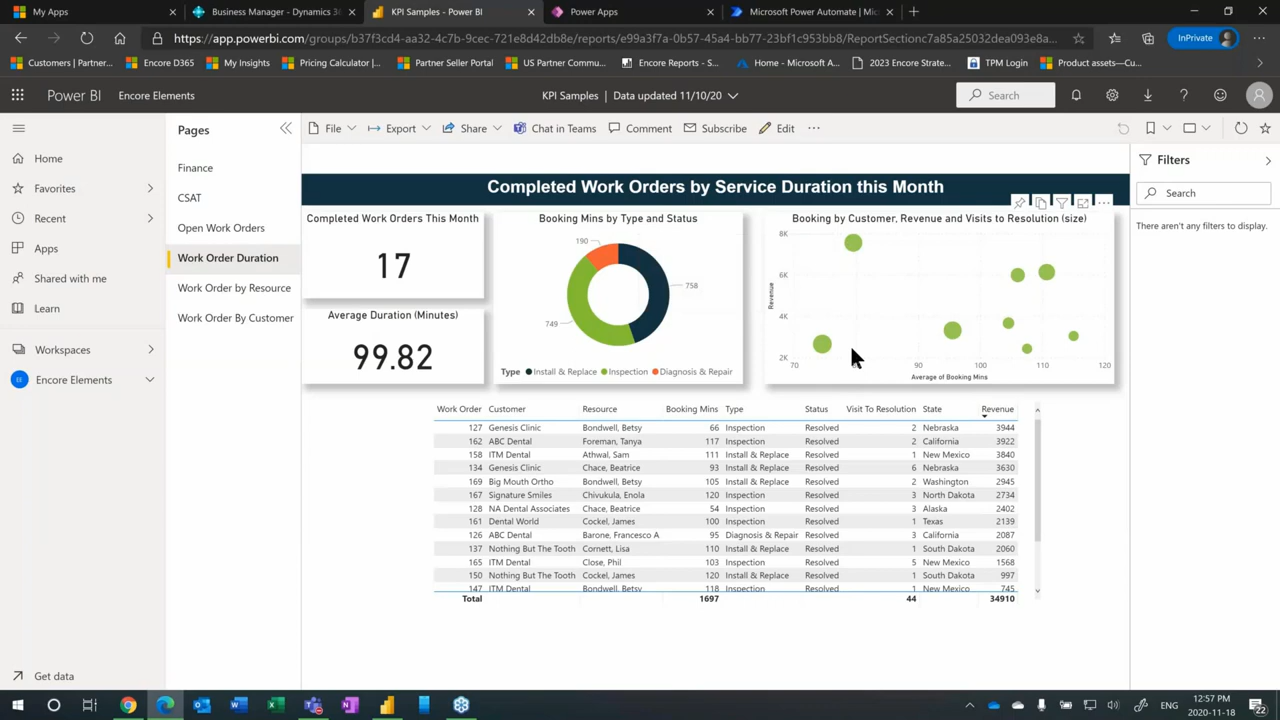 My Apps
Business Manager - Dynamics 36
KPI Samples - Power BI
Power Apps
Microsoft Power Automate | Mic
https://app.powerbi.com/groups/b37f3cd4-aa32-4c7b-9cec-721e8d42db8e/reports/e99a3f7a-0b57-45a4-bb77-23bf1c953bb8/ReportSectionc7a85a25032dea093e8a...
InPrivate
Customers | Partner...
Encore D365
My Insights
Pricing Calculator |...
Partner Seller Portal
US Partner Commu...
Encore Reports - S...
Home - Microsoft A...
2023 Encore Strate...
TPM Login
Product assets—Cu...
Power BI
Encore Elements
KPI Samples | Data updated 11/10/20
Search
Home
Favorites
Recent
Apps
Shared with me
Learn
Workspaces
Encore Elements
Get data
Pages
Finance
CSAT
Open Work Orders
Work Order Duration
Work Order by Resource
Work Order By Customer
File Export Share Chat in Teams Comment Subscribe Edit
Completed Work Orders by Service Duration this Month
Completed Work Orders This Month
17
Average Duration (Minutes)
99.82
Booking Mins by Type and Status
190
758
749
Type Install & Replace Inspection Diagnosis & Repair
Booking by Customer, Revenue and Visits to Resolution (size)
8K
6K
4K
2K
Revenue
70 90 100 110 120
Average of Booking Mins
Work Order Customer Resource Booking Mins Type Status Visit To Resolution State Revenue
127 Genesis Clinic Bondwell, Betsy 66 Inspection Resolved 2 Nebraska 3944
162 ABC Dental Foreman, Tanya 117 Inspection Resolved 2 California 3922
158 ITM Dental Athwal, Sam 111 Install & Replace Resolved 1 New Mexico 3840
134 Genesis Clinic Chace, Beatrice 93 Install & Replace Resolved 6 Nebraska 3630
169 Big Mouth Ortho Bondwell, Betsy 105 Install & Replace Resolved 2 Washington 2945
167 Signature Smiles Chivukula, Enola 120 Inspection Resolved 3 North Dakota 2734
128 NA Dental Associates Chace, Beatrice 54 Inspection Resolved 3 Alaska 2402
161 Dental World Cockel, James 100 Inspection Resolved 1 Texas 2139
126 ABC Dental Barone, Francesco A 95 Diagnosis & Repair Resolved 3 California 2087
137 Nothing But The Tooth Cornett, Lisa 110 Install & Replace Resolved 1 South Dakota 2060
165 ITM Dental Close, Phil 103 Inspection Resolved 5 New Mexico 1568
150 Nothing But The Tooth Cockel, James 120 Install & Replace Resolved 1 South Dakota 997
147 ITM Dental Bondwell, Betsy 118 Inspection Resolved 1 New Mexico 745
Total 1697 44 34910
Filters
Search
There aren't any filters to display.
ENG
12:57 PM
2020-11-18
22